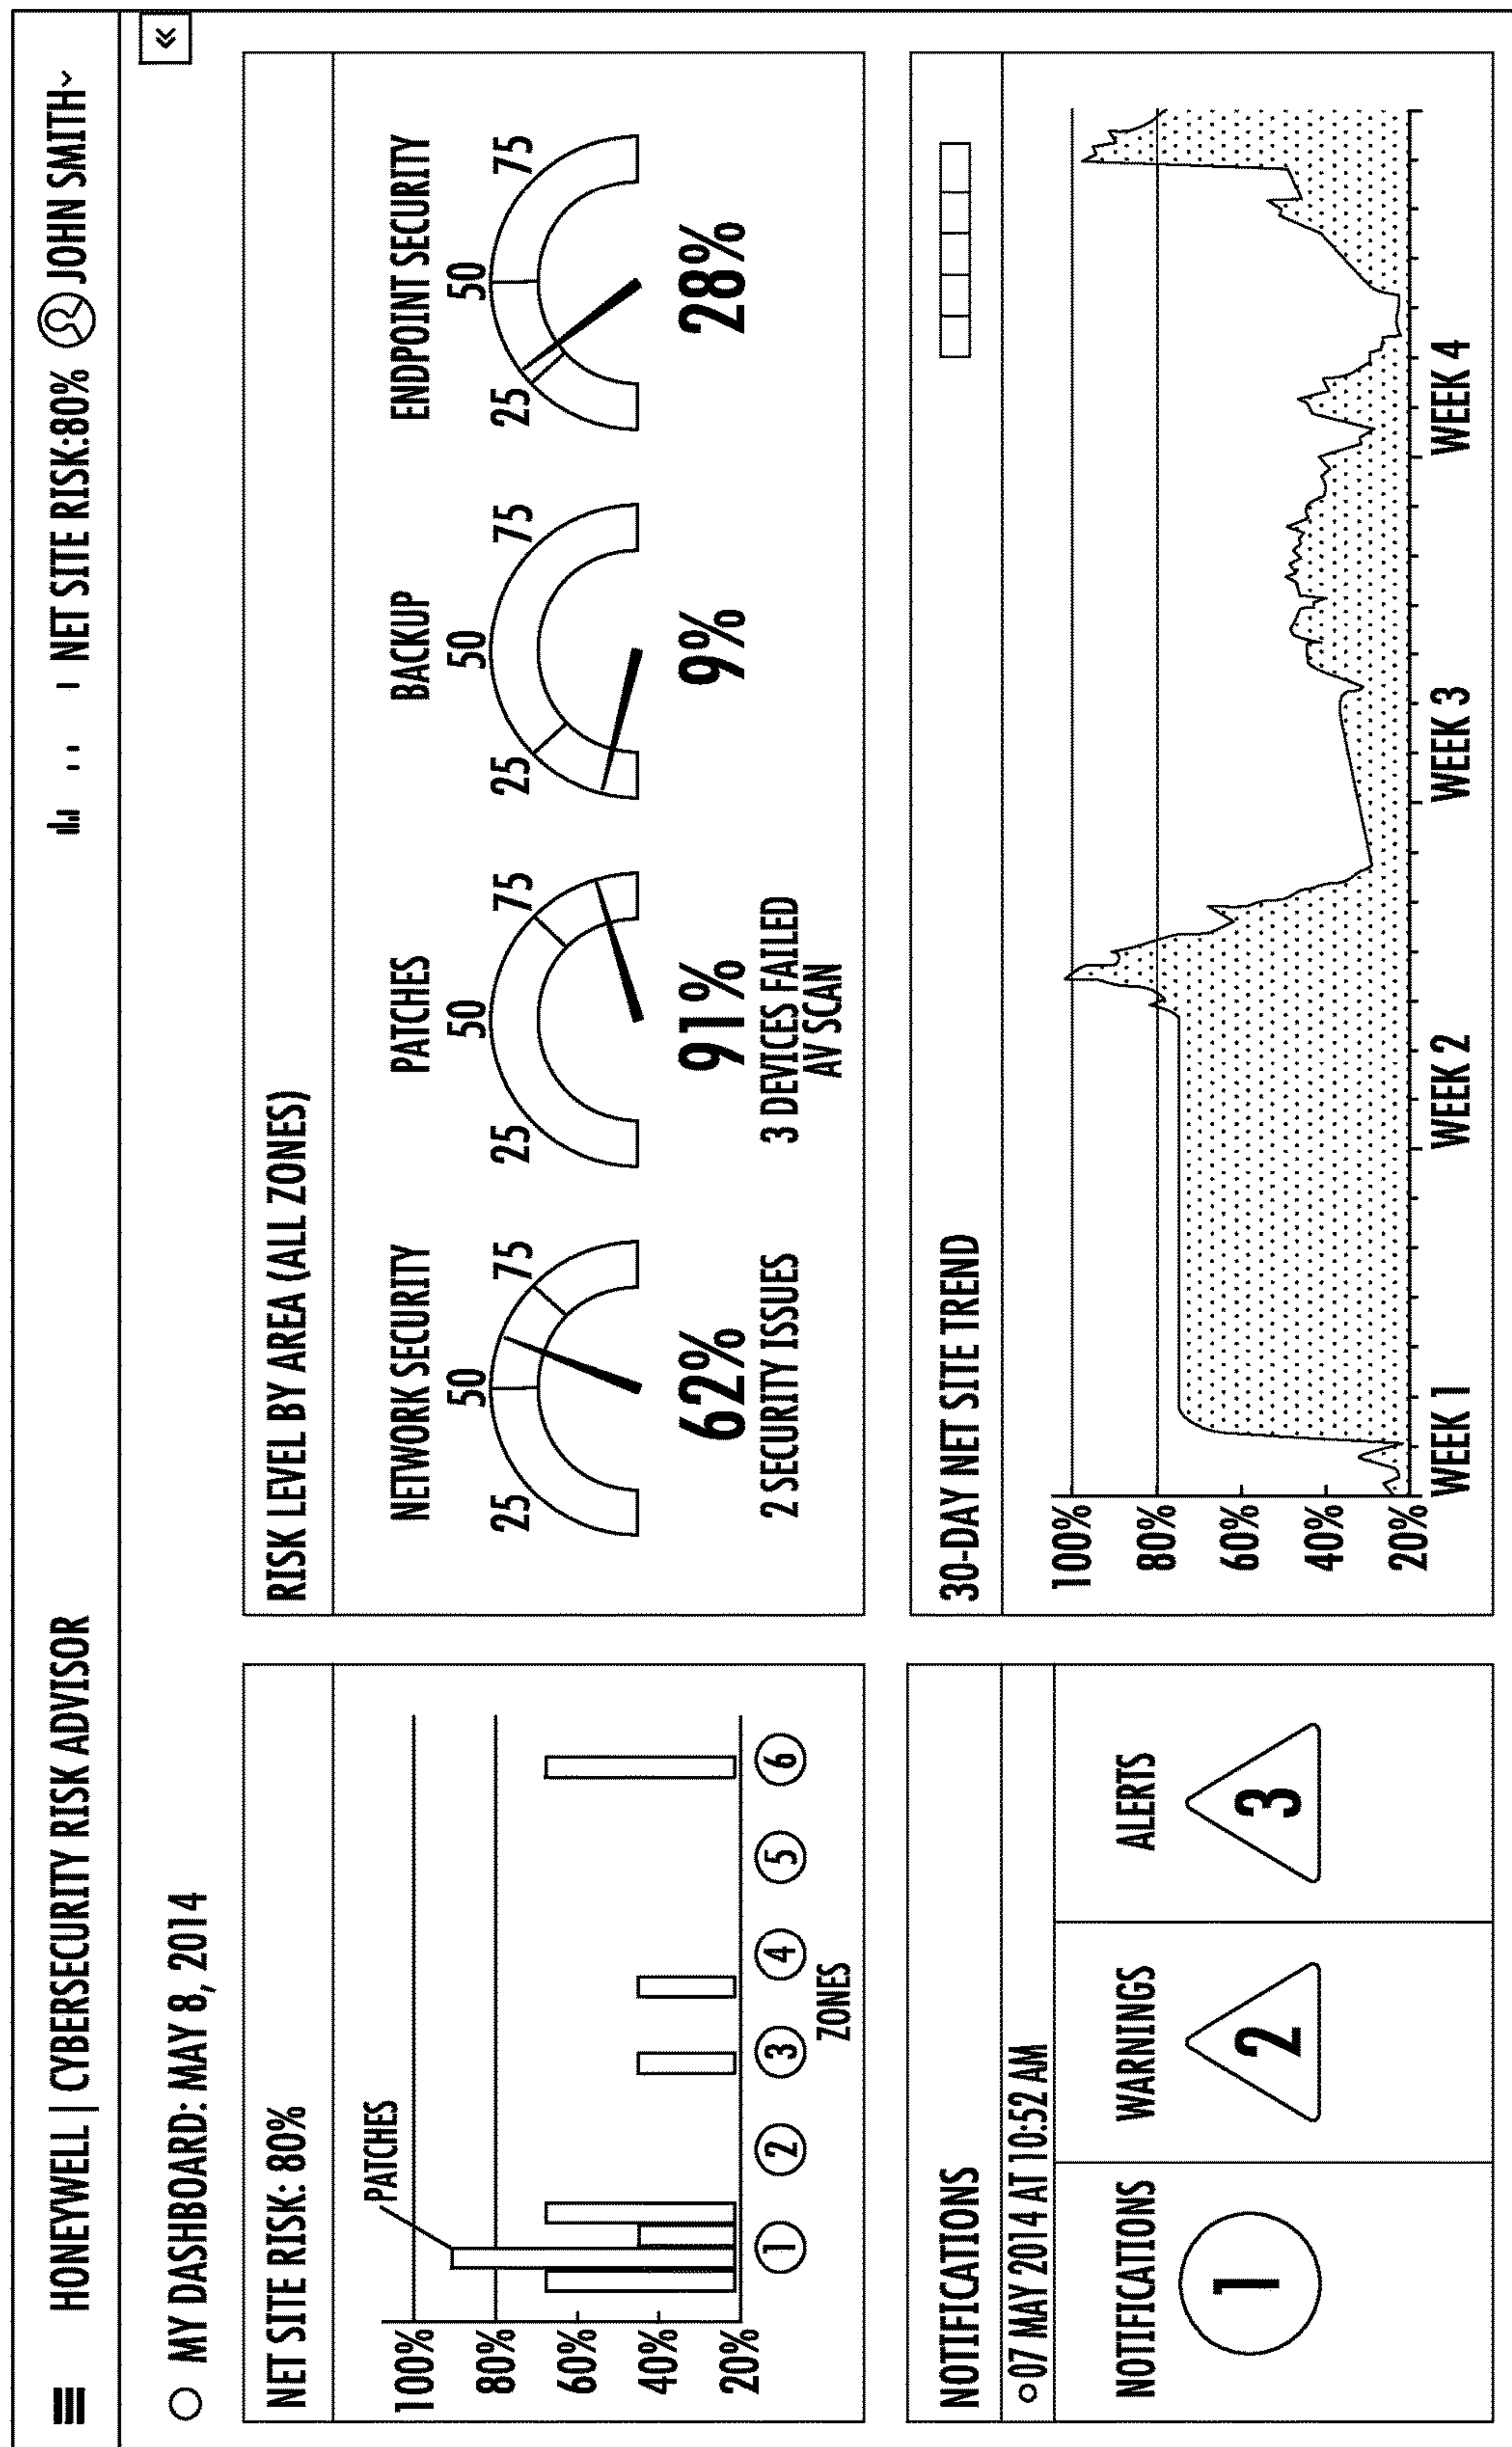 HONEYWELL | CYBERSECURITY RISK ADVISOR
NET SITE RISK:80%
JOHN SMITH
«
MY DASHBOARD: MAY 8, 2014
NET SITE RISK: 80%
PATCHES
100%
80%
60%
40%
20%
1 2 3 4 5 6
ZONES
RISK LEVEL BY AREA (ALL ZONES)
NETWORK SECURITY
25 50 75
62%
2 SECURITY ISSUES
PATCHES
25 50 75
91%
3 DEVICES FAILED
AV SCAN
BACKUP
25 50 75
9%
ENDPOINT SECURITY
25 50 75
28%
NOTIFICATIONS
07 MAY 2014 AT 10:52 AM
NOTIFICATIONS
1
WARNINGS
2
ALERTS
3
30-DAY NET SITE TREND
100%
80%
60%
40%
20%
WEEK 1 WEEK 2 WEEK 3 WEEK 4